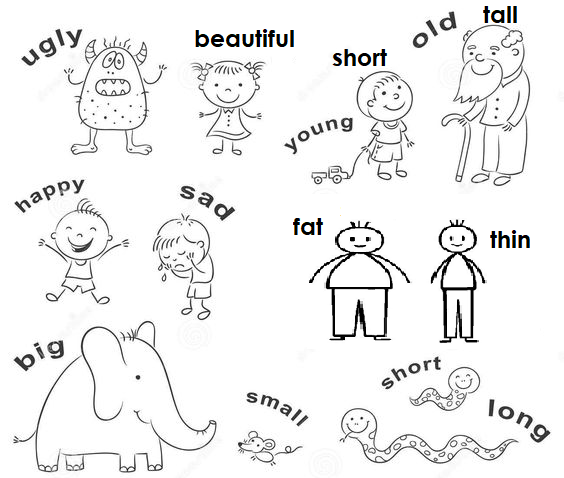 ugly
beautiful
short
young
old
tall
happy
sad
fat
thin
big
small
short
long